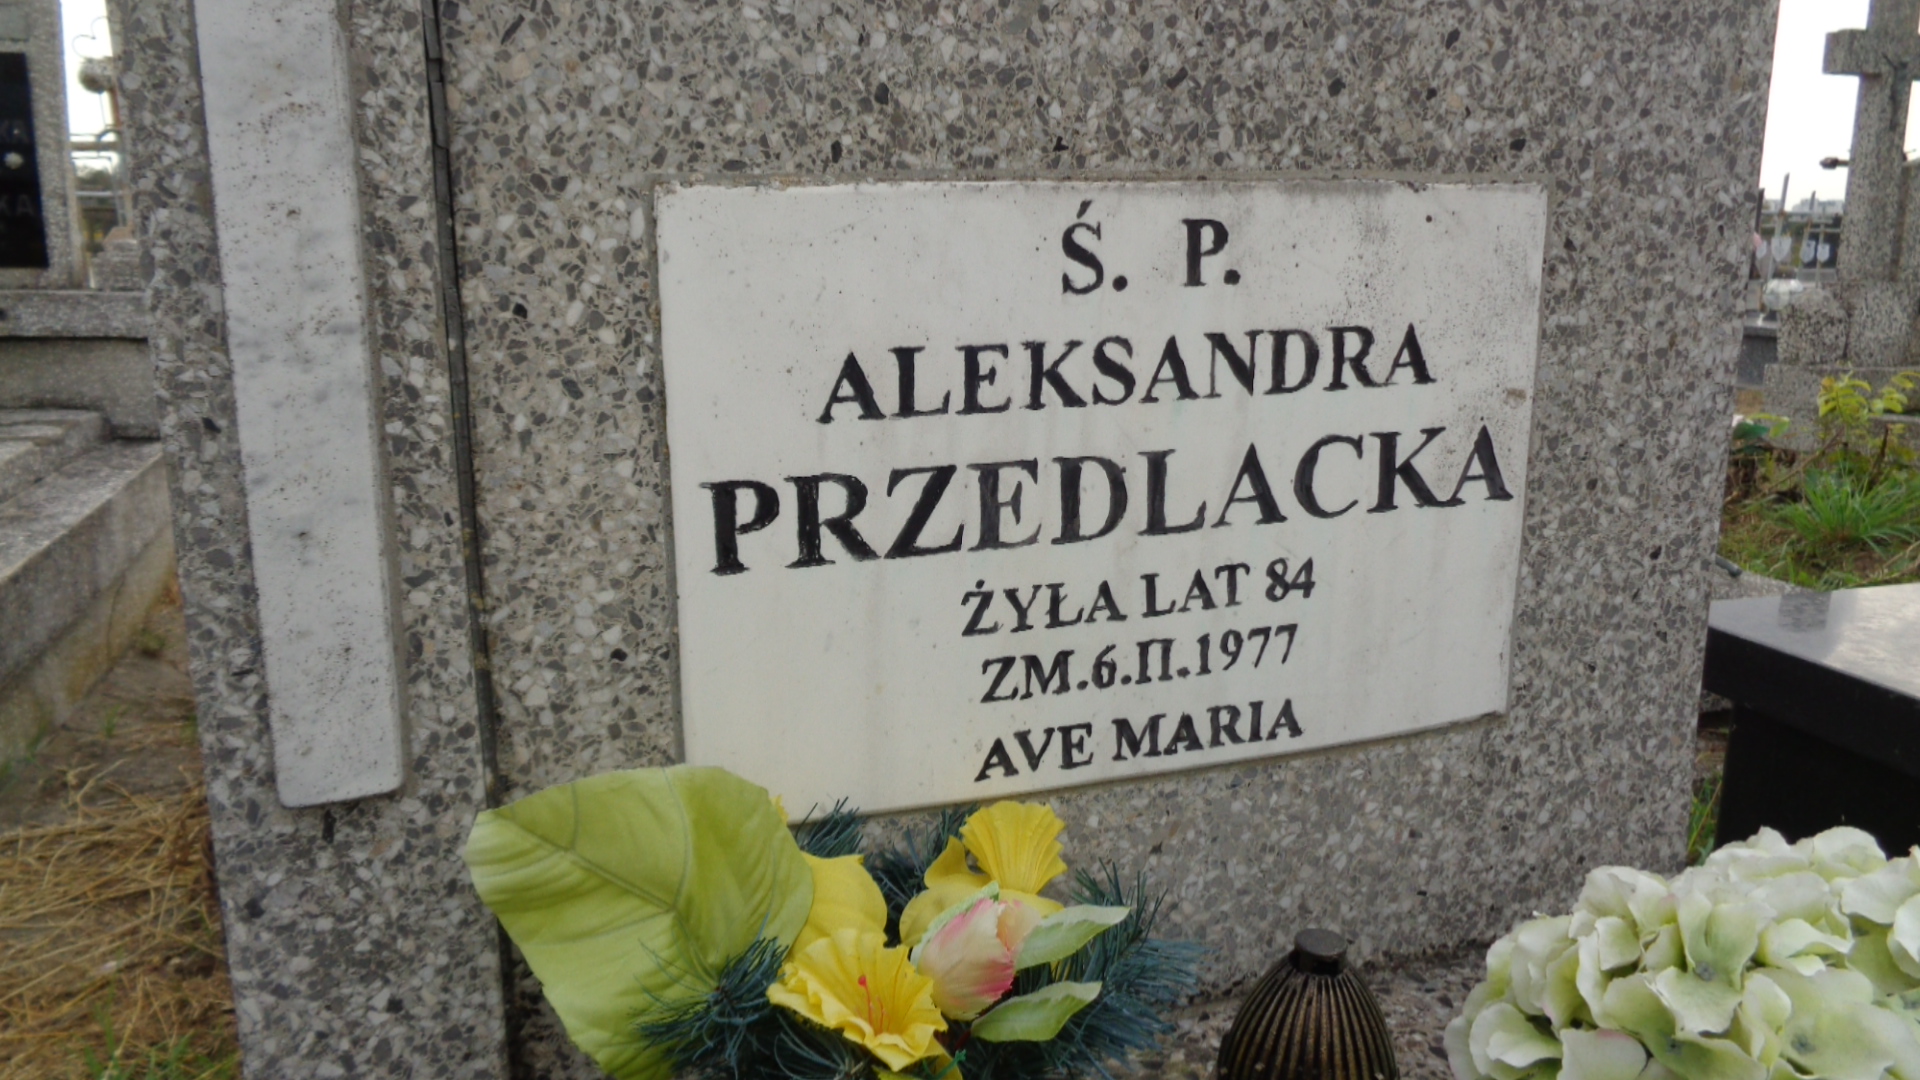 Ś. P.
ALEKSANDRA
PRZEDLACKA
ŻYŁA LAT 84
ZM.6.II.1977
AVE MARIA